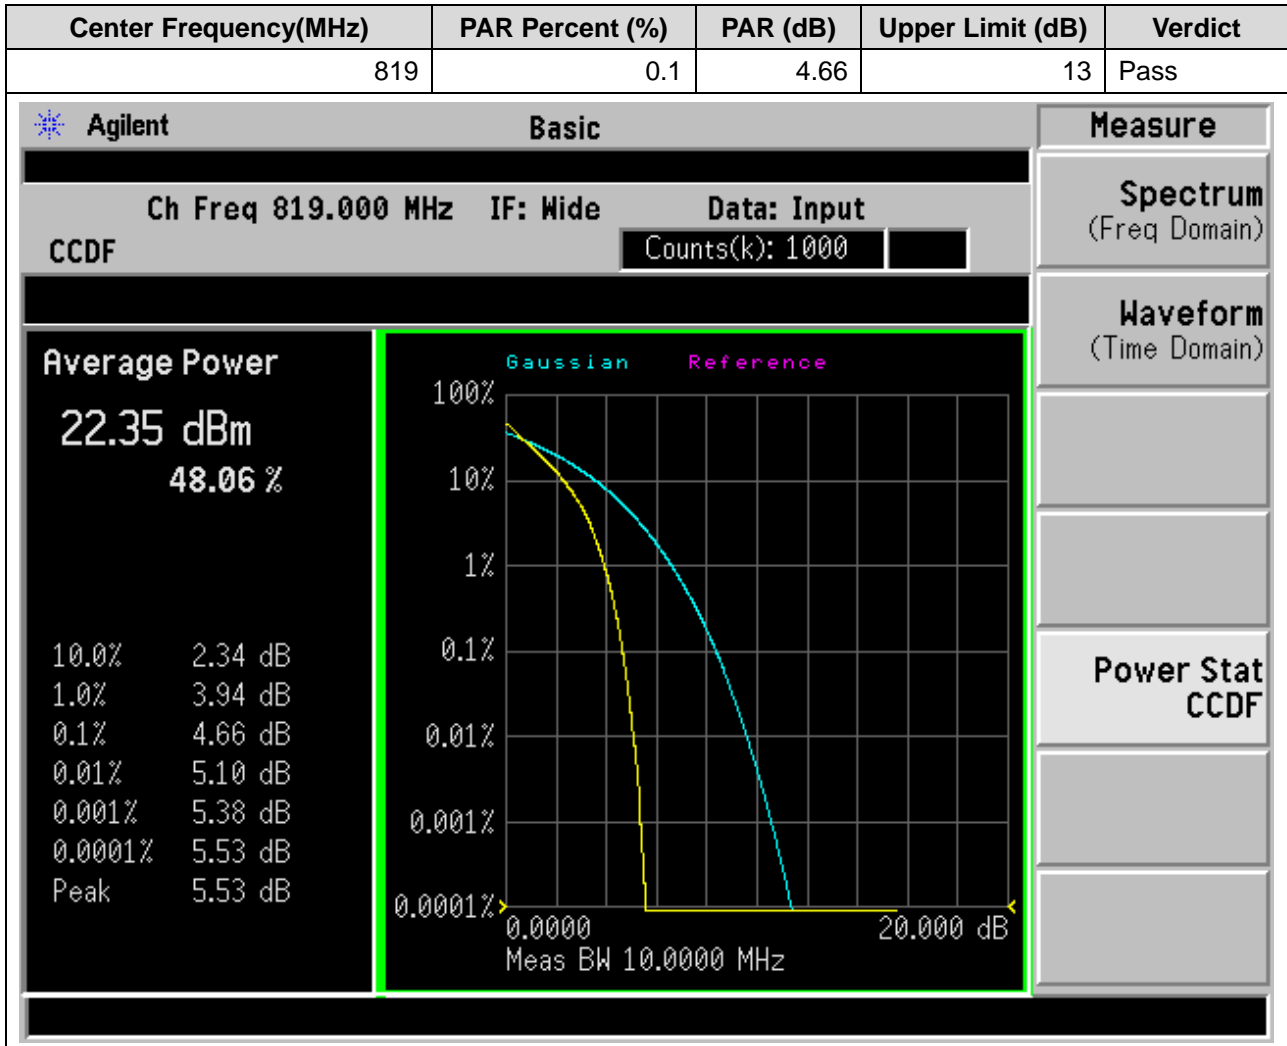 Center Frequency(MHz) PAR Percent (%) PAR (dB) Upper Limit (dB) Verdict
819 0.1 4.66 13 Pass
Agilent Basic Measure
Ch Freq 819.000 MHz IF: Wide Data: Input
CCDF Counts(k): 1000
Spectrum
(Freq Domain)
Waveform
(Time Domain)
Power Stat
CCDF
Average Power
22.35 dBm
48.06 %
10.0% 2.34 dB
1.0% 3.94 dB
0.1% 4.66 dB
0.01% 5.10 dB
0.001% 5.38 dB
0.0001% 5.53 dB
Peak 5.53 dB
Gaussian Reference
100%
10%
1%
0.1%
0.01%
0.001%
0.0001%
0.0000 20.000 dB
Meas BW 10.0000 MHz